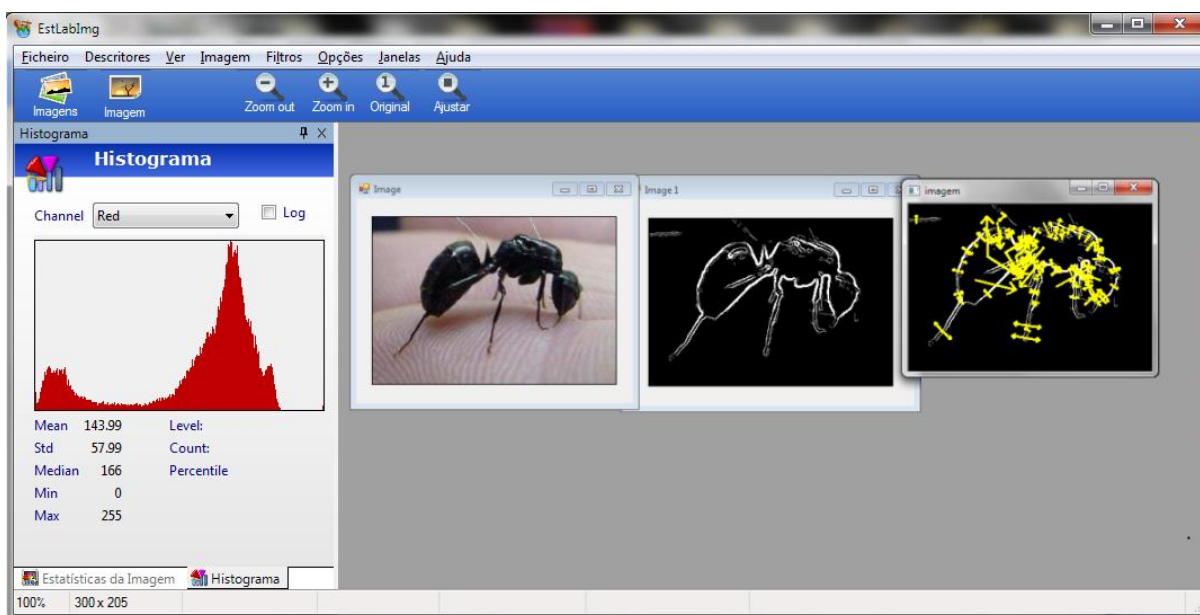 EstLabImg
Ficheiro Descritores Ver Imagem Filtros Opções Janelas Ajuda
Imagens Imagem Zoom out Zoom in 1 Original Ajustar
Histograma
Histograma
Channel Red Log
Mean 143.99 Level:
Std 57.99 Count:
Median 166 Percentile
Min 0
Max 255
Estatísticas da Imagem Histograma
100% 300 x 205
Image
Image1
imagem